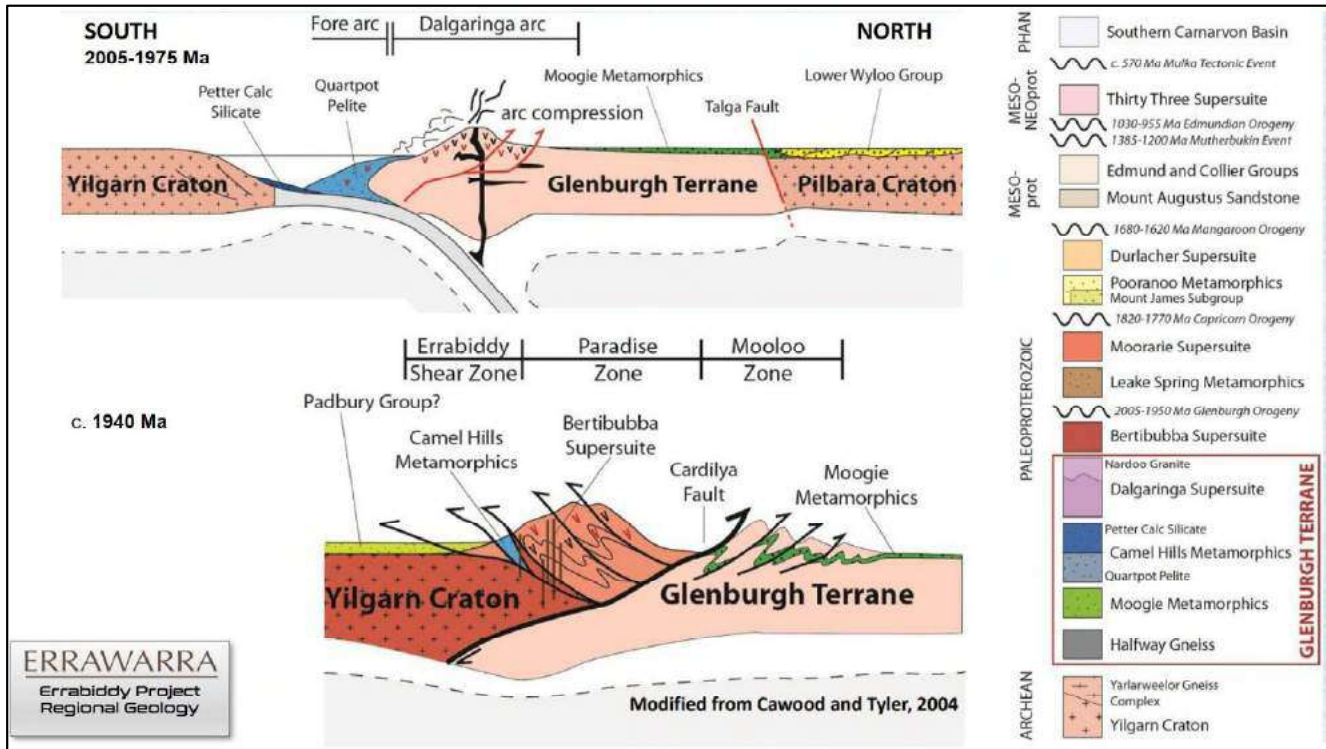 SOUTH
2005-1975 Ma
Fore arc
Dalgaringa arc
NORTH
Petter Calc
Silicate
Quartpot
Pelite
Moogie Metamorphics
Lower Wyloo Group
Talga Fault
arc compression
Yilgarn Craton
Glenburgh Terrane
Pilbara Craton
c. 1940 Ma
Errabiddy
Shear Zone
Paradise
Zone
Mooloo
Zone
Padbury Group?
Camel Hills
Metamorphics
Bertibubba
Supersuite
Cardilya
Fault
Moogie
Metamorphics
Yilgarn Craton
Glenburgh Terrane
Modified from Cawood and Tyler, 2004
ERRAWARRA
Errabiddy Project
Regional Geology
PHAN
Southern Carnarvon Basin
c. 570 Ma Mulka Tectonic Event
MESO-
NEOprot
Thirty Three Supersuite
1030-955 Ma Edmundian Orogeny
1385-1200 Ma Mutherbukin Event
MESO-
prot
Edmund and Collier Groups
Mount Augustus Sandstone
1680-1620 Ma Mangaroon Orogeny
PALEOPROTEROZOIC
Durlacher Supersuite
Pooranoo Metamorphics
Mount James Subgroup
1820-1770 Ma Capricorn Orogeny
Moorarie Supersuite
Leake Spring Metamorphics
2005-1950 Ma Glenburgh Orogeny
Bertibubba Supersuite
Nardoo Granite
Dalgaringa Supersuite
Petter Calc Silicate
Camel Hills Metamorphics
Quartpot Pelite
Moogie Metamorphics
Halfway Gneiss
GLENBURGH TERRANE
ARCHEAN
Yarlarweelor Gneiss
Complex
Yilgarn Craton